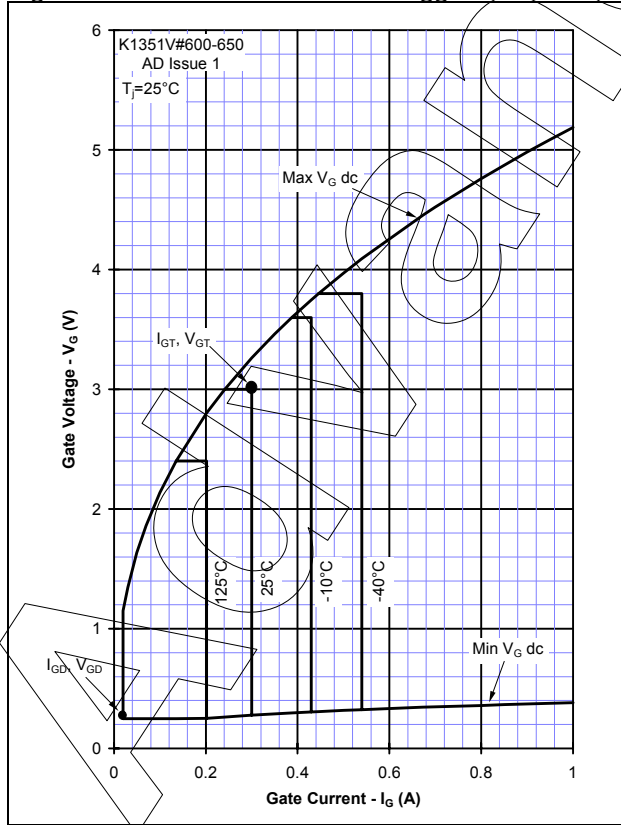 K1351V#600-650
AD Issue 1
Tj=25°C
6
5
4
3
2
1
0
Max VG dc
IGT, VGT
125°C
25°C
-10°C
-40°C
IGD, VGD
Min VG dc
0
0.2
0.4
0.6
0.8
1
Gate Voltage - VG (V)
Gate Current - IG (A)